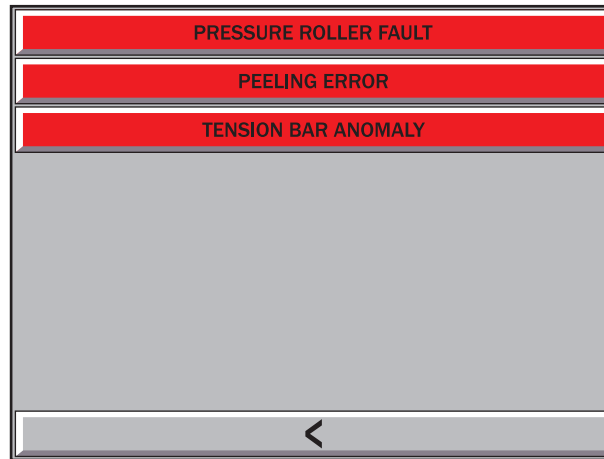 PRESSURE ROLLER FAULT
PEELING ERROR
TENSION BAR ANOMALY
<